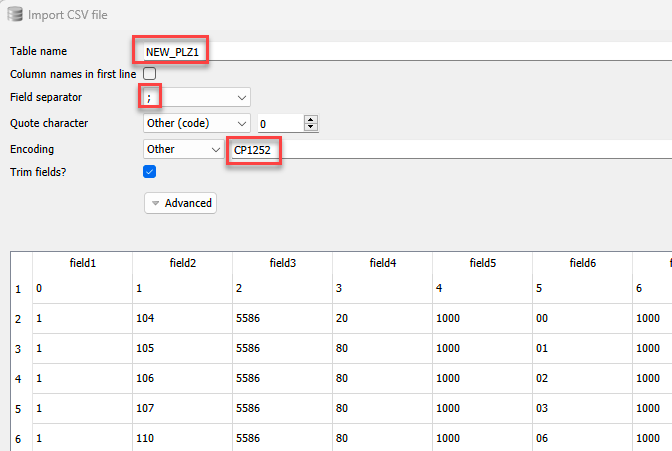 Import CSV file
Table name NEW_PLZ1
Column names in first line
Field separator ;
Quote character Other (code) 0
Encoding Other CP1252
Trim fields?
Advanced
field1 field2 field3 field4 field5 field6
1 0 1 2 3 4 5 6
2 1 104 5586 20 1000 00 1000
3 1 105 5586 80 1000 01 1000
4 1 106 5586 80 1000 02 1000
5 1 107 5586 80 1000 03 1000
6 1 110 5586 80 1000 06 1000